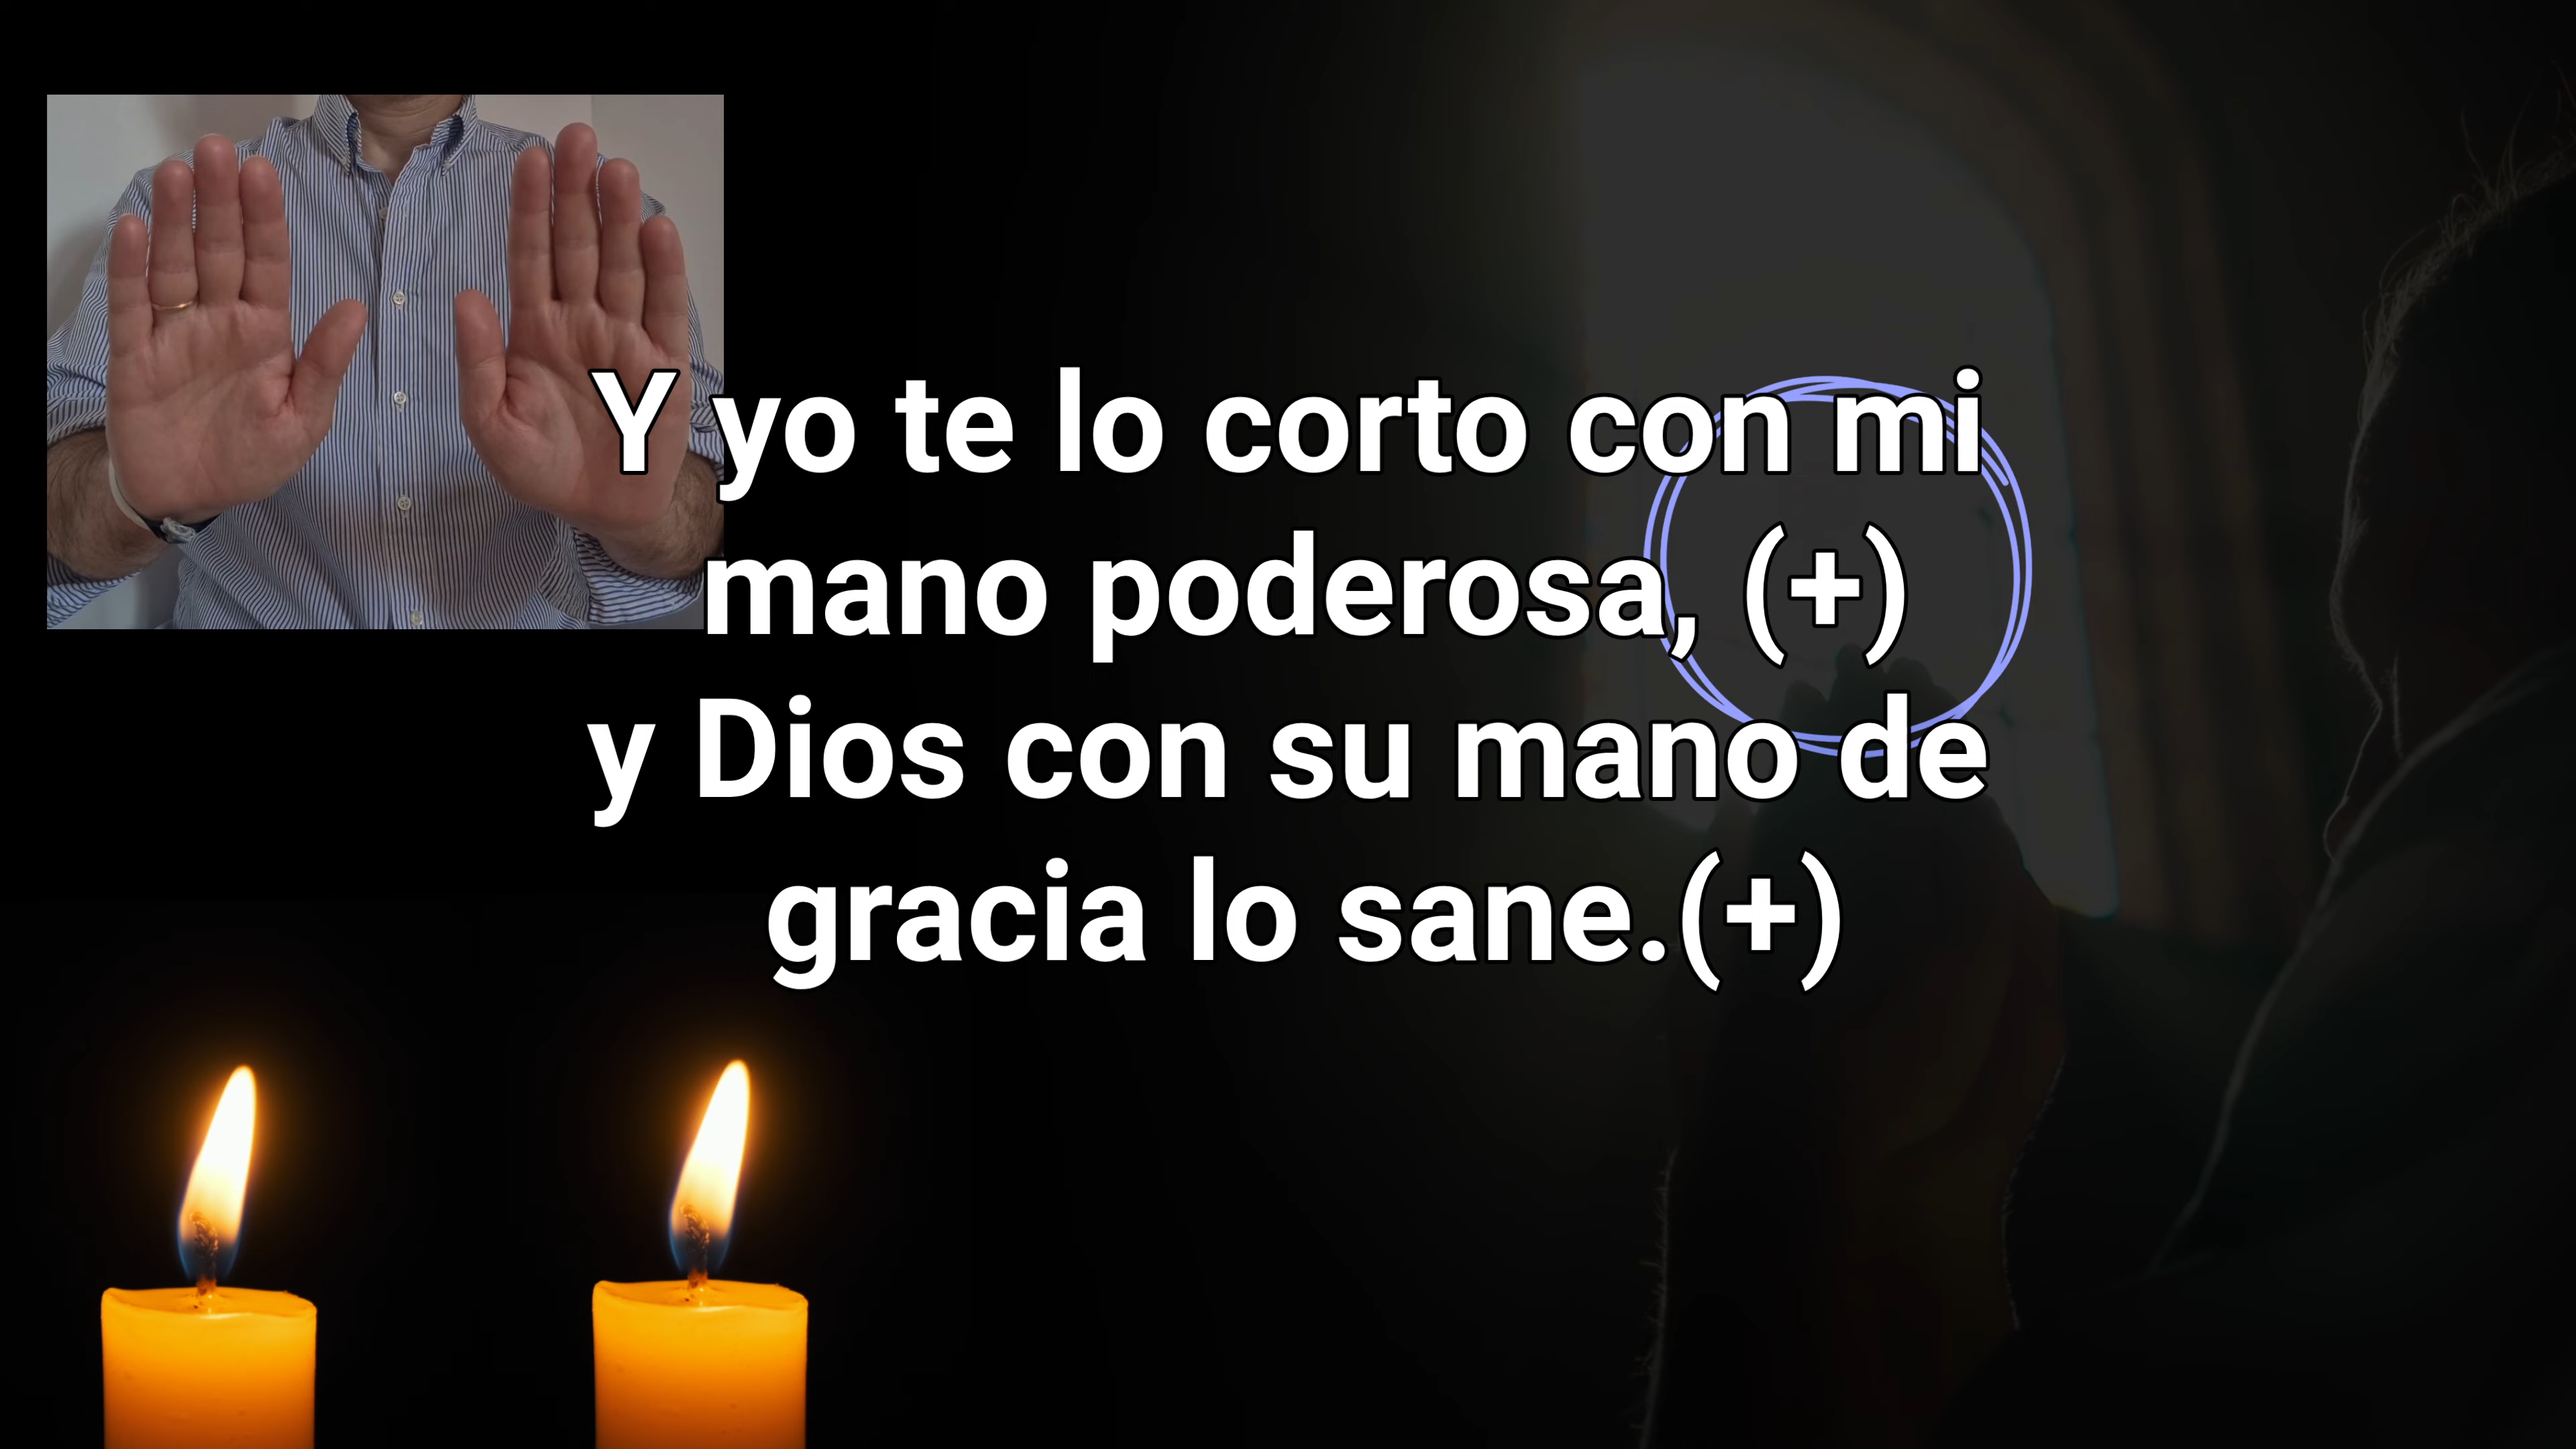 Y yo te lo corto con mi
mano poderosa, (+)
y Dios con su mano de
gracia lo sane.(+)